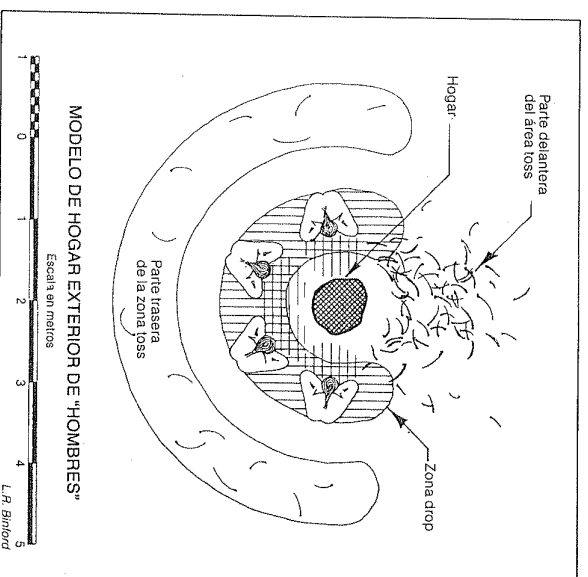 Parte delantera
del área toss
Hogar
Zona drop
Parte trasera
de la zona toss
MODELO DE HOGAR EXTERIOR DE "HOMBRES"
1 0 1 2 3 4 5
Escala en metros
L.R. Binford